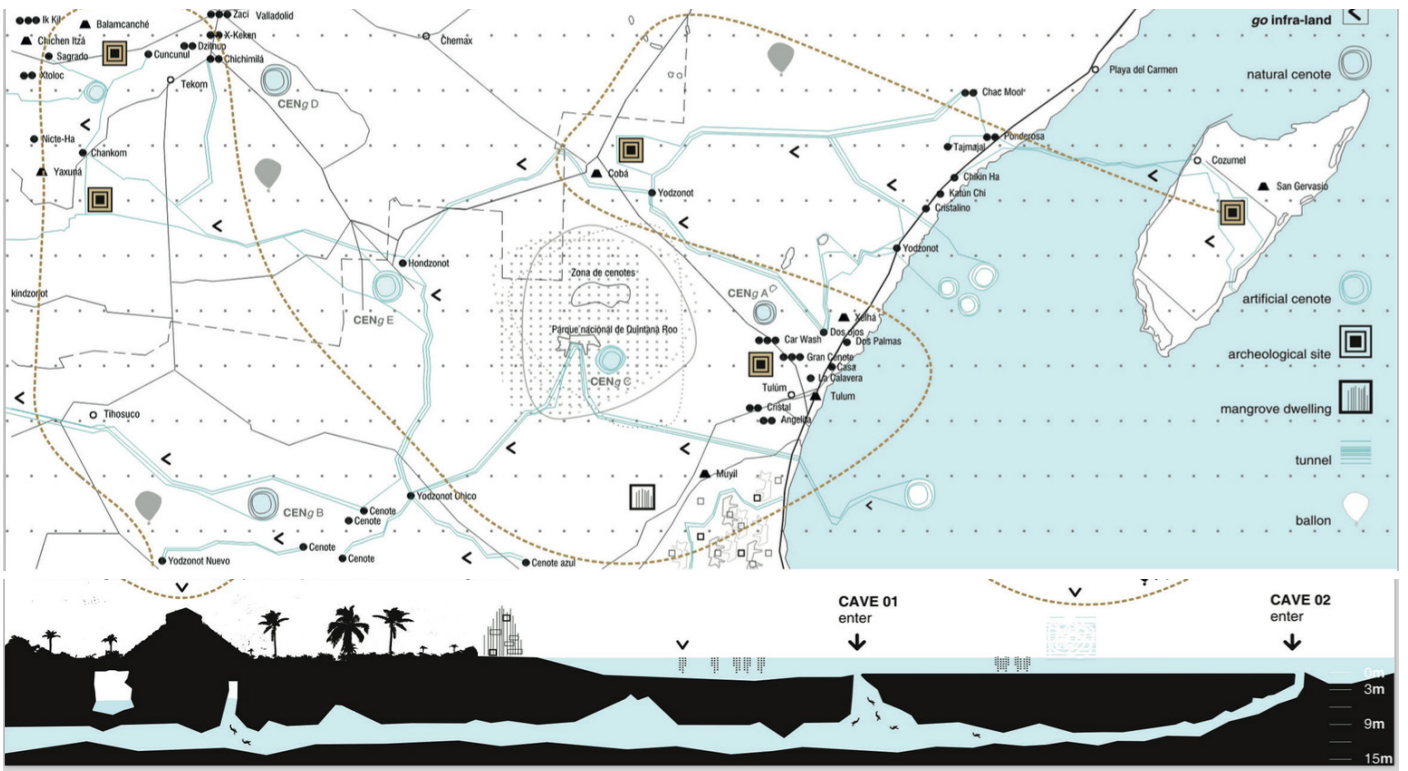 Ik Kil
Balamcanché
Zací
Valladolid
go infra-land
Chichen Itzá
X-Keken
Chemax
Dzitnup
Sagrado
Cuncunul
Chichimilá
Playa del Carmen
natural cenote
Xtoloc
Tekom
CENg D
Chac Mool
Nicte-Ha
Ponderosa
Tajmajal
Chankom
Cozumel
Yaxuná
Cobá
Chikin Ha
San Gervasio
Yodzonot
Katún Chi
Cristalino
Yodzonot
Hondzonot
Zona de cenotes
kindzonot
CENg A
artificial cenote
CENg E
Xelhá
Parque nacional de Quintana Roo
Dos ojos
Car Wash
Dos Palmas
archeological site
Gran Cenote
Casa
CENg C
La Calavera
Tulúm
Tulum
Tihosuco
Cristal
mangrove dwelling
Angelita
tunnel
Muyil
Yodzonot Chico
CENg B
Cenote
Cenote
ballon
Cenote
Yodzonot Nuevo
Cenote
Cenote azul
CAVE 01
enter
CAVE 02
enter
0m
3m
9m
15m